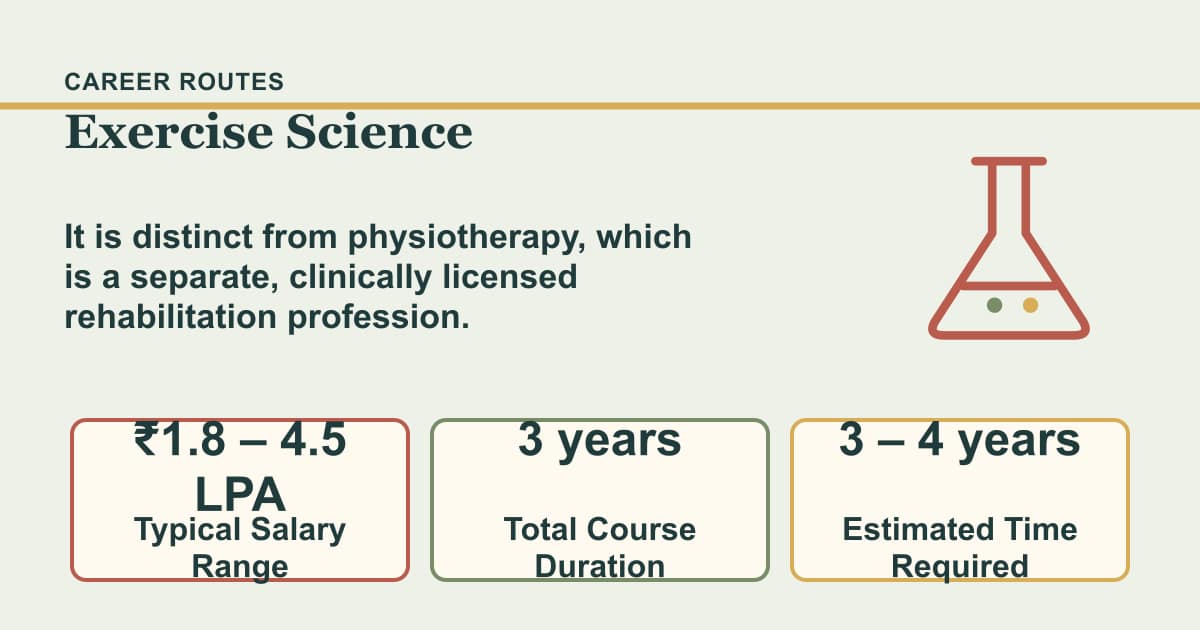 CAREER ROUTES
Exercise Science
It is distinct from physiotherapy, which
is a separate, clinically licensed
rehabilitation profession.
₹1.8 – 4.5
LPA
Typical Salary
Range
3 years
Total Course
Duration
3 – 4 years
Estimated Time
Required